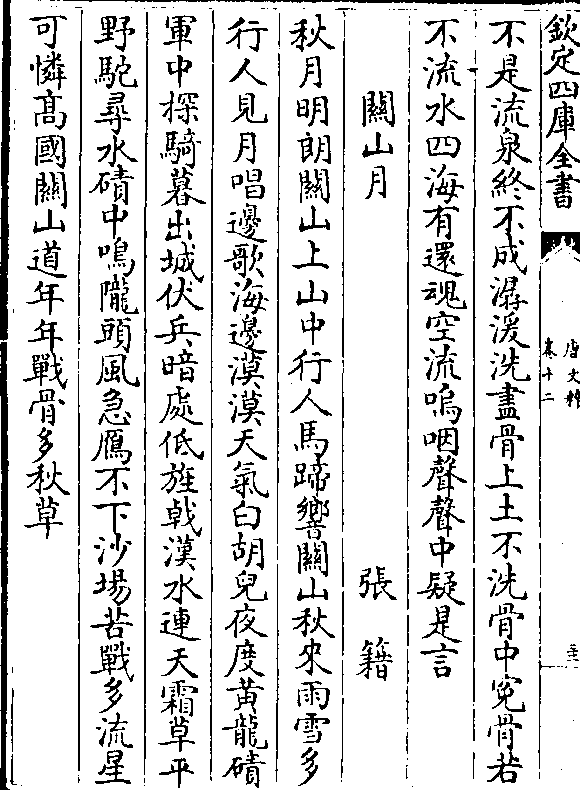 欽定四庫全書
唐文粹
卷十二
不是流泉終不成潺湲洗盡骨上土不洗骨中寃骨若
不流水四海有還魂空流嗚咽聲聲中疑是言
關山月
張籍
秋月明朗關山上山中行人馬蹄響關山秋來雨雪多
行人見月唱邊歌海邊漠漠天氣白胡兒夜度黃龍磧
軍中探騎暮出城伏兵暗處低旌戟漢水連天霜草平
野駝尋水磧中鳴隴頭風急鴈不下沙場苦戰多流星
可憐髙國關山道年年戰骨多秋草